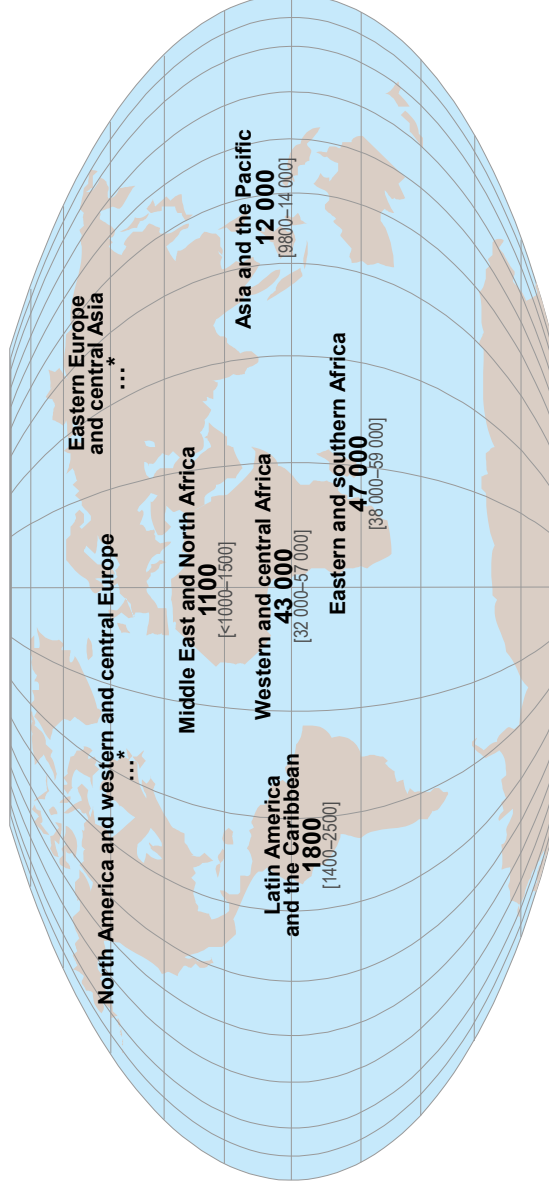 North America and western and central Europe
...*
Eastern Europe
and central Asia
...*
Middle East and North Africa
1100
[<1000–1500]
Western and central Africa
43 000
[32 000–57 000]
Latin America
and the Caribbean
1800
[1400–2500]
Asia and the Pacific
12 000
[9800–14 000]
Eastern and southern Africa
47 000
[38 000–59 000]